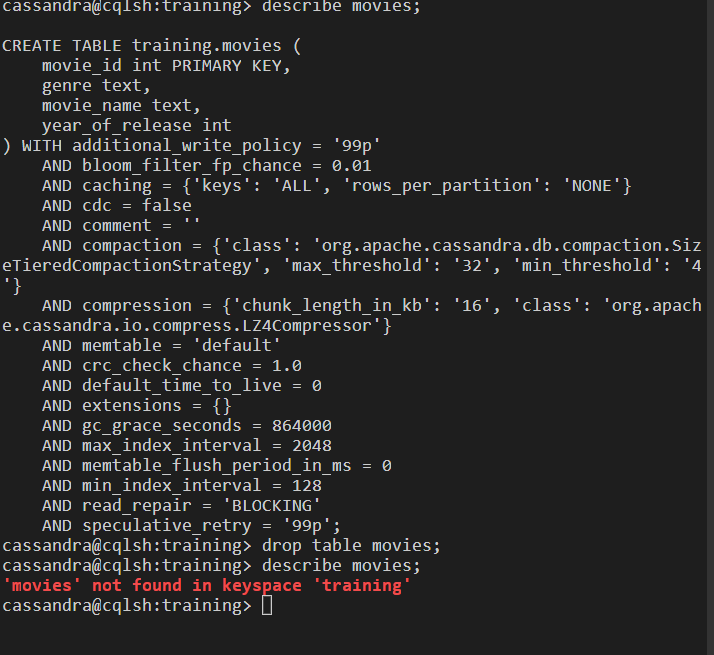 cassandra@cqlsh:training> describe movies;
CREATE TABLE training.movies (
    movie_id int PRIMARY KEY,
    genre text,
    movie_name text,
    year_of_release int
) WITH additional_write_policy = '99p'
    AND bloom_filter_fp_chance = 0.01
    AND caching = {'keys': 'ALL', 'rows_per_partition': 'NONE'}
    AND cdc = false
    AND comment = ''
    AND compaction = {'class': 'org.apache.cassandra.db.compaction.Siz
eTieredCompactionStrategy', 'max_threshold': '32', 'min_threshold': '4
'}
    AND compression = {'chunk_length_in_kb': '16', 'class': 'org.apach
e.cassandra.io.compress.LZ4Compressor'}
    AND memtable = 'default'
    AND crc_check_chance = 1.0
    AND default_time_to_live = 0
    AND extensions = {}
    AND gc_grace_seconds = 864000
    AND max_index_interval = 2048
    AND memtable_flush_period_in_ms = 0
    AND min_index_interval = 128
    AND read_repair = 'BLOCKING'
    AND speculative_retry = '99p';
cassandra@cqlsh:training> drop table movies;
cassandra@cqlsh:training> describe movies;
'movies' not found in keyspace 'training'
cassandra@cqlsh:training>